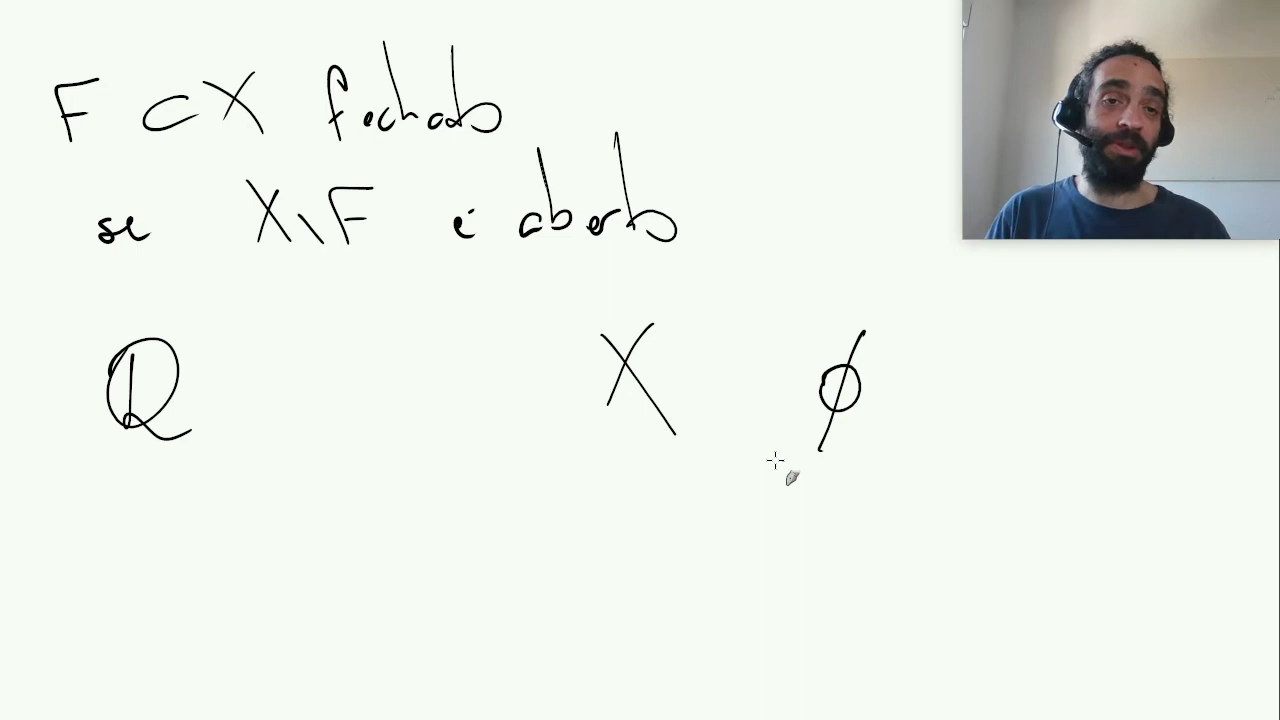 F ⊂ X fechado
se X\F é aberto
Q X ∅